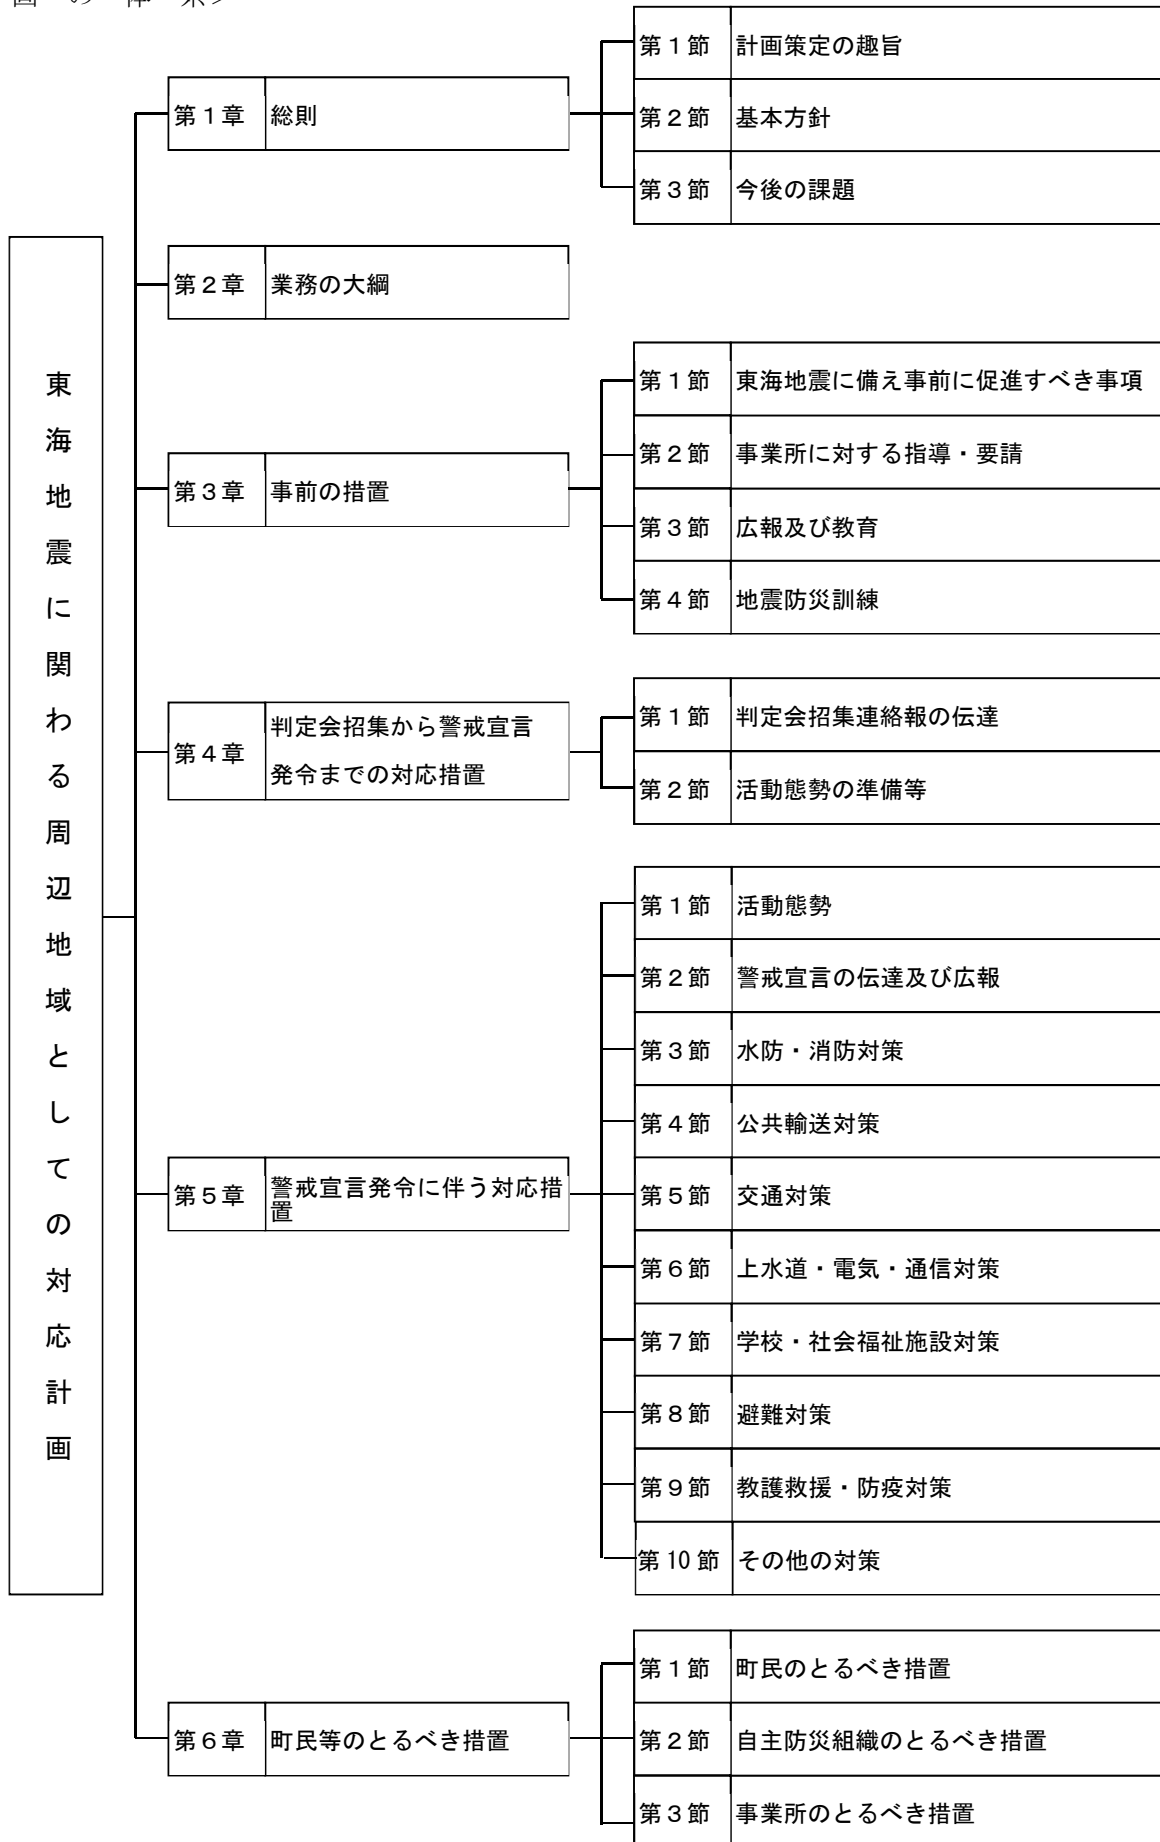 画 の 体 系>
東海地震に関わる周辺地域としての対応計画
第１章 総則
第１節 計画策定の趣旨
第２節 基本方針
第３節 今後の課題
第２章 業務の大綱
第３章 事前の措置
第１節 東海地震に備え事前に促進すべき事項
第２節 事業所に対する指導・要請
第３節 広報及び教育
第４節 地震防災訓練
第４章 判定会招集から警戒宣言
発令までの対応措置
第１節 判定会招集連絡報の伝達
第２節 活動態勢の準備等
第５章 警戒宣言発令に伴う対応措
置
第１節 活動態勢
第２節 警戒宣言の伝達及び広報
第３節 水防・消防対策
第４節 公共輸送対策
第５節 交通対策
第６節 上水道・電気・通信対策
第７節 学校・社会福祉施設対策
第８節 避難対策
第９節 教護救援・防疫対策
第 10 節 その他の対策
第６章 町民等のとるべき措置
第１節 町民のとるべき措置
第２節 自主防災組織のとるべき措置
第３節 事業所のとるべき措置